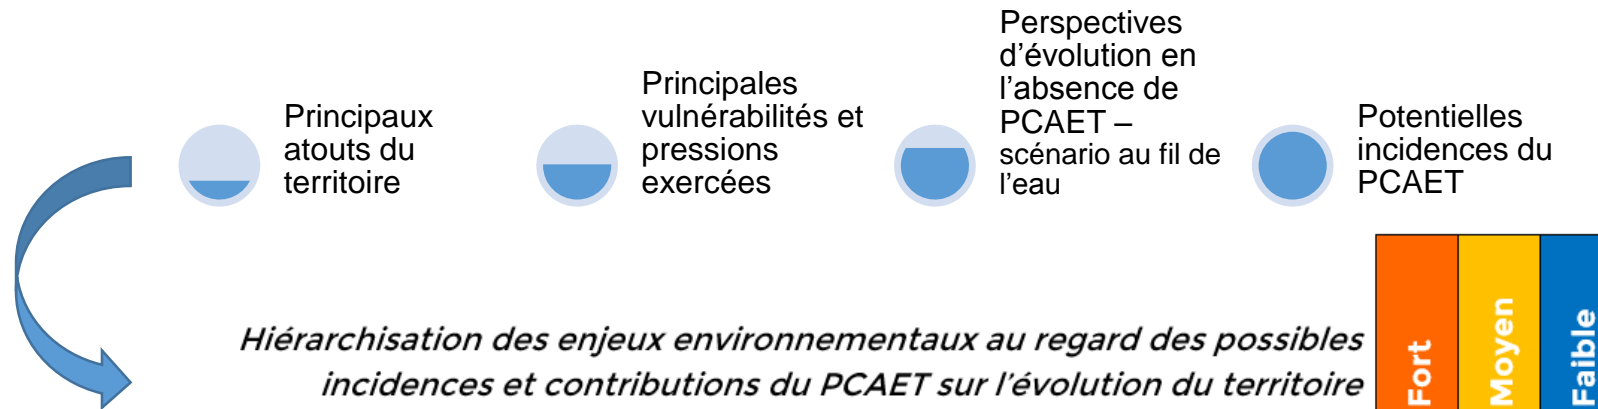 Principaux
atouts du
territoire
Principales
vulnérabilités et
pressions
exercées
Perspectives
d’évolution en
l’absence de
PCAET –
scénario au fil de
l’eau
Potentielles
incidences du
PCAET
Hiérarchisation des enjeux environnementaux au regard des possibles
incidences et contributions du PCAET sur l’évolution du territoire
Fort
Moyen
Faible